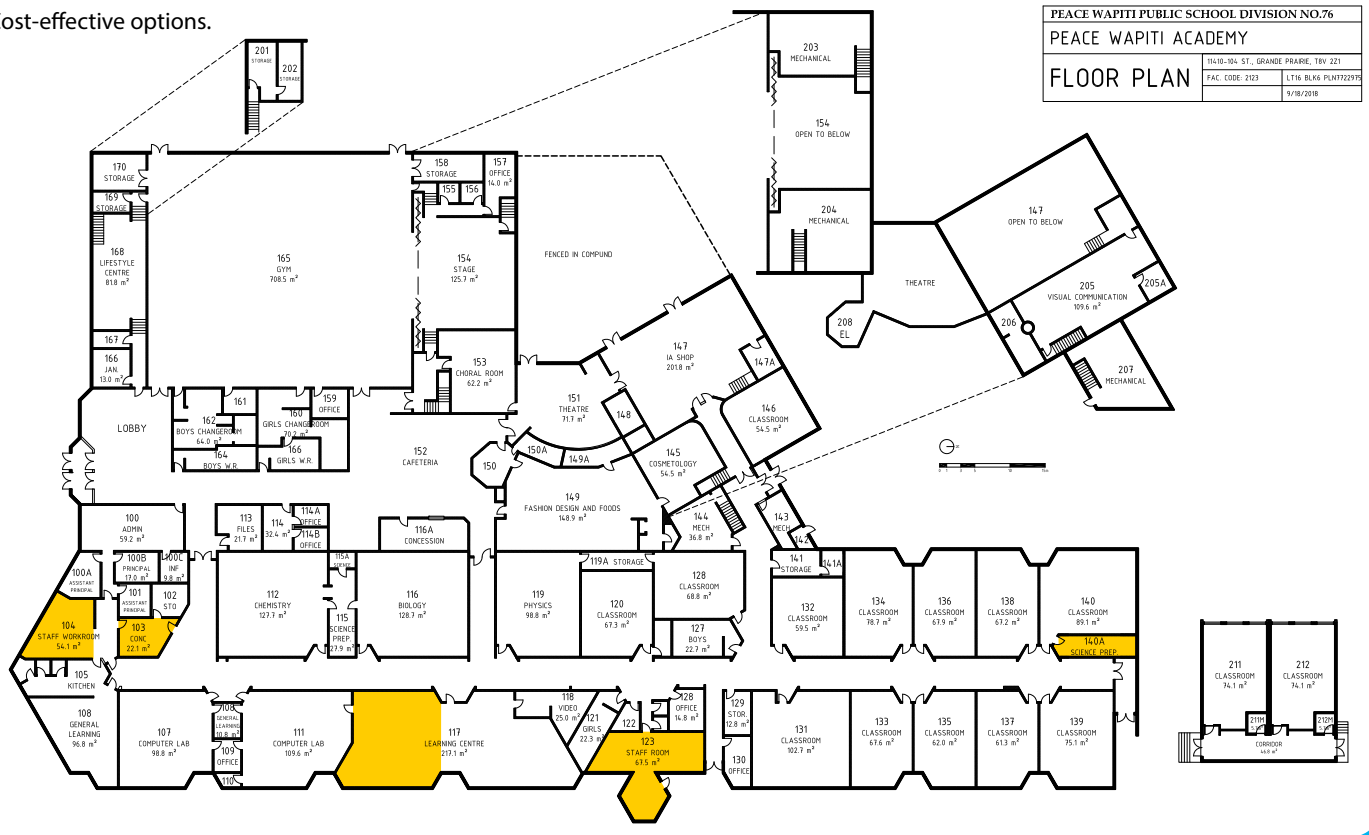 Cost-effective options.
PEACE WAPITI PUBLIC SCHOOL DIVISION NO.76
PEACE WAPITI ACADEMY
FLOOR PLAN
11410-104 ST., GRANDE PRAIRIE, T8V 2Z1
FAC. CODE: 2123
LT16 BLK6 PLN7722975
9/18/2018
201
STORAGE
202
STORAGE
203
MECHANICAL
154
OPEN TO BELOW
204
MECHANICAL
147
OPEN TO BELOW
THEATRE
205
VISUAL COMMUNICATION
109.6 m²
205A
206
208
EL
207
MECHANICAL
170
STORAGE
169
STORAGE
168
LIFESTYLE
CENTRE
81.8 m²
167
166
JAN.
13.0 m²
165
GYM
708.5 m²
158
STORAGE
157
OFFICE
14.0 m²
155
156
154
STAGE
125.7 m²
153
CHORAL ROOM
62.2 m²
FENCED IN COMPUND
147
IA SHOP
201.8 m²
147A
151
THEATRE
71.7 m²
148
146
CLASSROOM
54.5 m²
LOBBY
162
BOYS CHANGEROOM
64.0 m²
161
160
GIRLS CHANGEROOM
70.2 m²
159
OFFICE
164
BOYS W.R.
166
GIRLS W.R.
152
CAFETERIA
150
150A
149A
145
COSMETOLOGY
54.5 m²
149
FASHION DESIGN AND FOODS
148.9 m²
144
MECH
36.8 m²
143
MECH
142
100
ADMIN
59.2 m²
113
FILES
21.7 m²
114
32.4 m²
114A
OFFICE
114B
OFFICE
116A
CONCESSION
100A
ASSISTANT
PRINCIPAL
100B
PRINCIPAL
17.0 m²
100C
INF
9.8 m²
101
ASSISTANT
PRINCIPAL
102
STO
103
CONC
22.1 m²
104
STAFF WORKROOM
54.1 m²
105
KITCHEN
112
CHEMISTRY
127.7 m²
115A
SCIENCE
115
SCIENCE
PREP.
27.9 m²
116
BIOLOGY
128.7 m²
119
PHYSICS
98.8 m²
119A STORAGE
120
CLASSROOM
67.3 m²
128
CLASSROOM
68.8 m²
127
BOYS
22.7 m²
141
STORAGE
141A
132
CLASSROOM
59.5 m²
134
CLASSROOM
78.7 m²
136
CLASSROOM
67.9 m²
138
CLASSROOM
67.2 m²
140
CLASSROOM
89.1 m²
140A
SCIENCE PREP.
108
GENERAL
LEARNING
96.8 m²
107
COMPUTER LAB
98.8 m²
108
GENERAL
LEARNING
10.8 m²
109
OFFICE
110
111
COMPUTER LAB
109.6 m²
117
LEARNING CENTRE
217.1 m²
118
VIDEO
25.0 m²
121
GIRLS
22.3 m²
122
123
STAFF ROOM
67.5 m²
128
OFFICE
14.8 m²
129
STOR.
12.8 m²
130
OFFICE
131
CLASSROOM
102.7 m²
133
CLASSROOM
67.6 m²
135
CLASSROOM
62.0 m²
137
CLASSROOM
61.3 m²
139
CLASSROOM
75.1 m²
211
CLASSROOM
74.1 m²
212
CLASSROOM
74.1 m²
211M
212M
CORRIDOR
46.8 m²